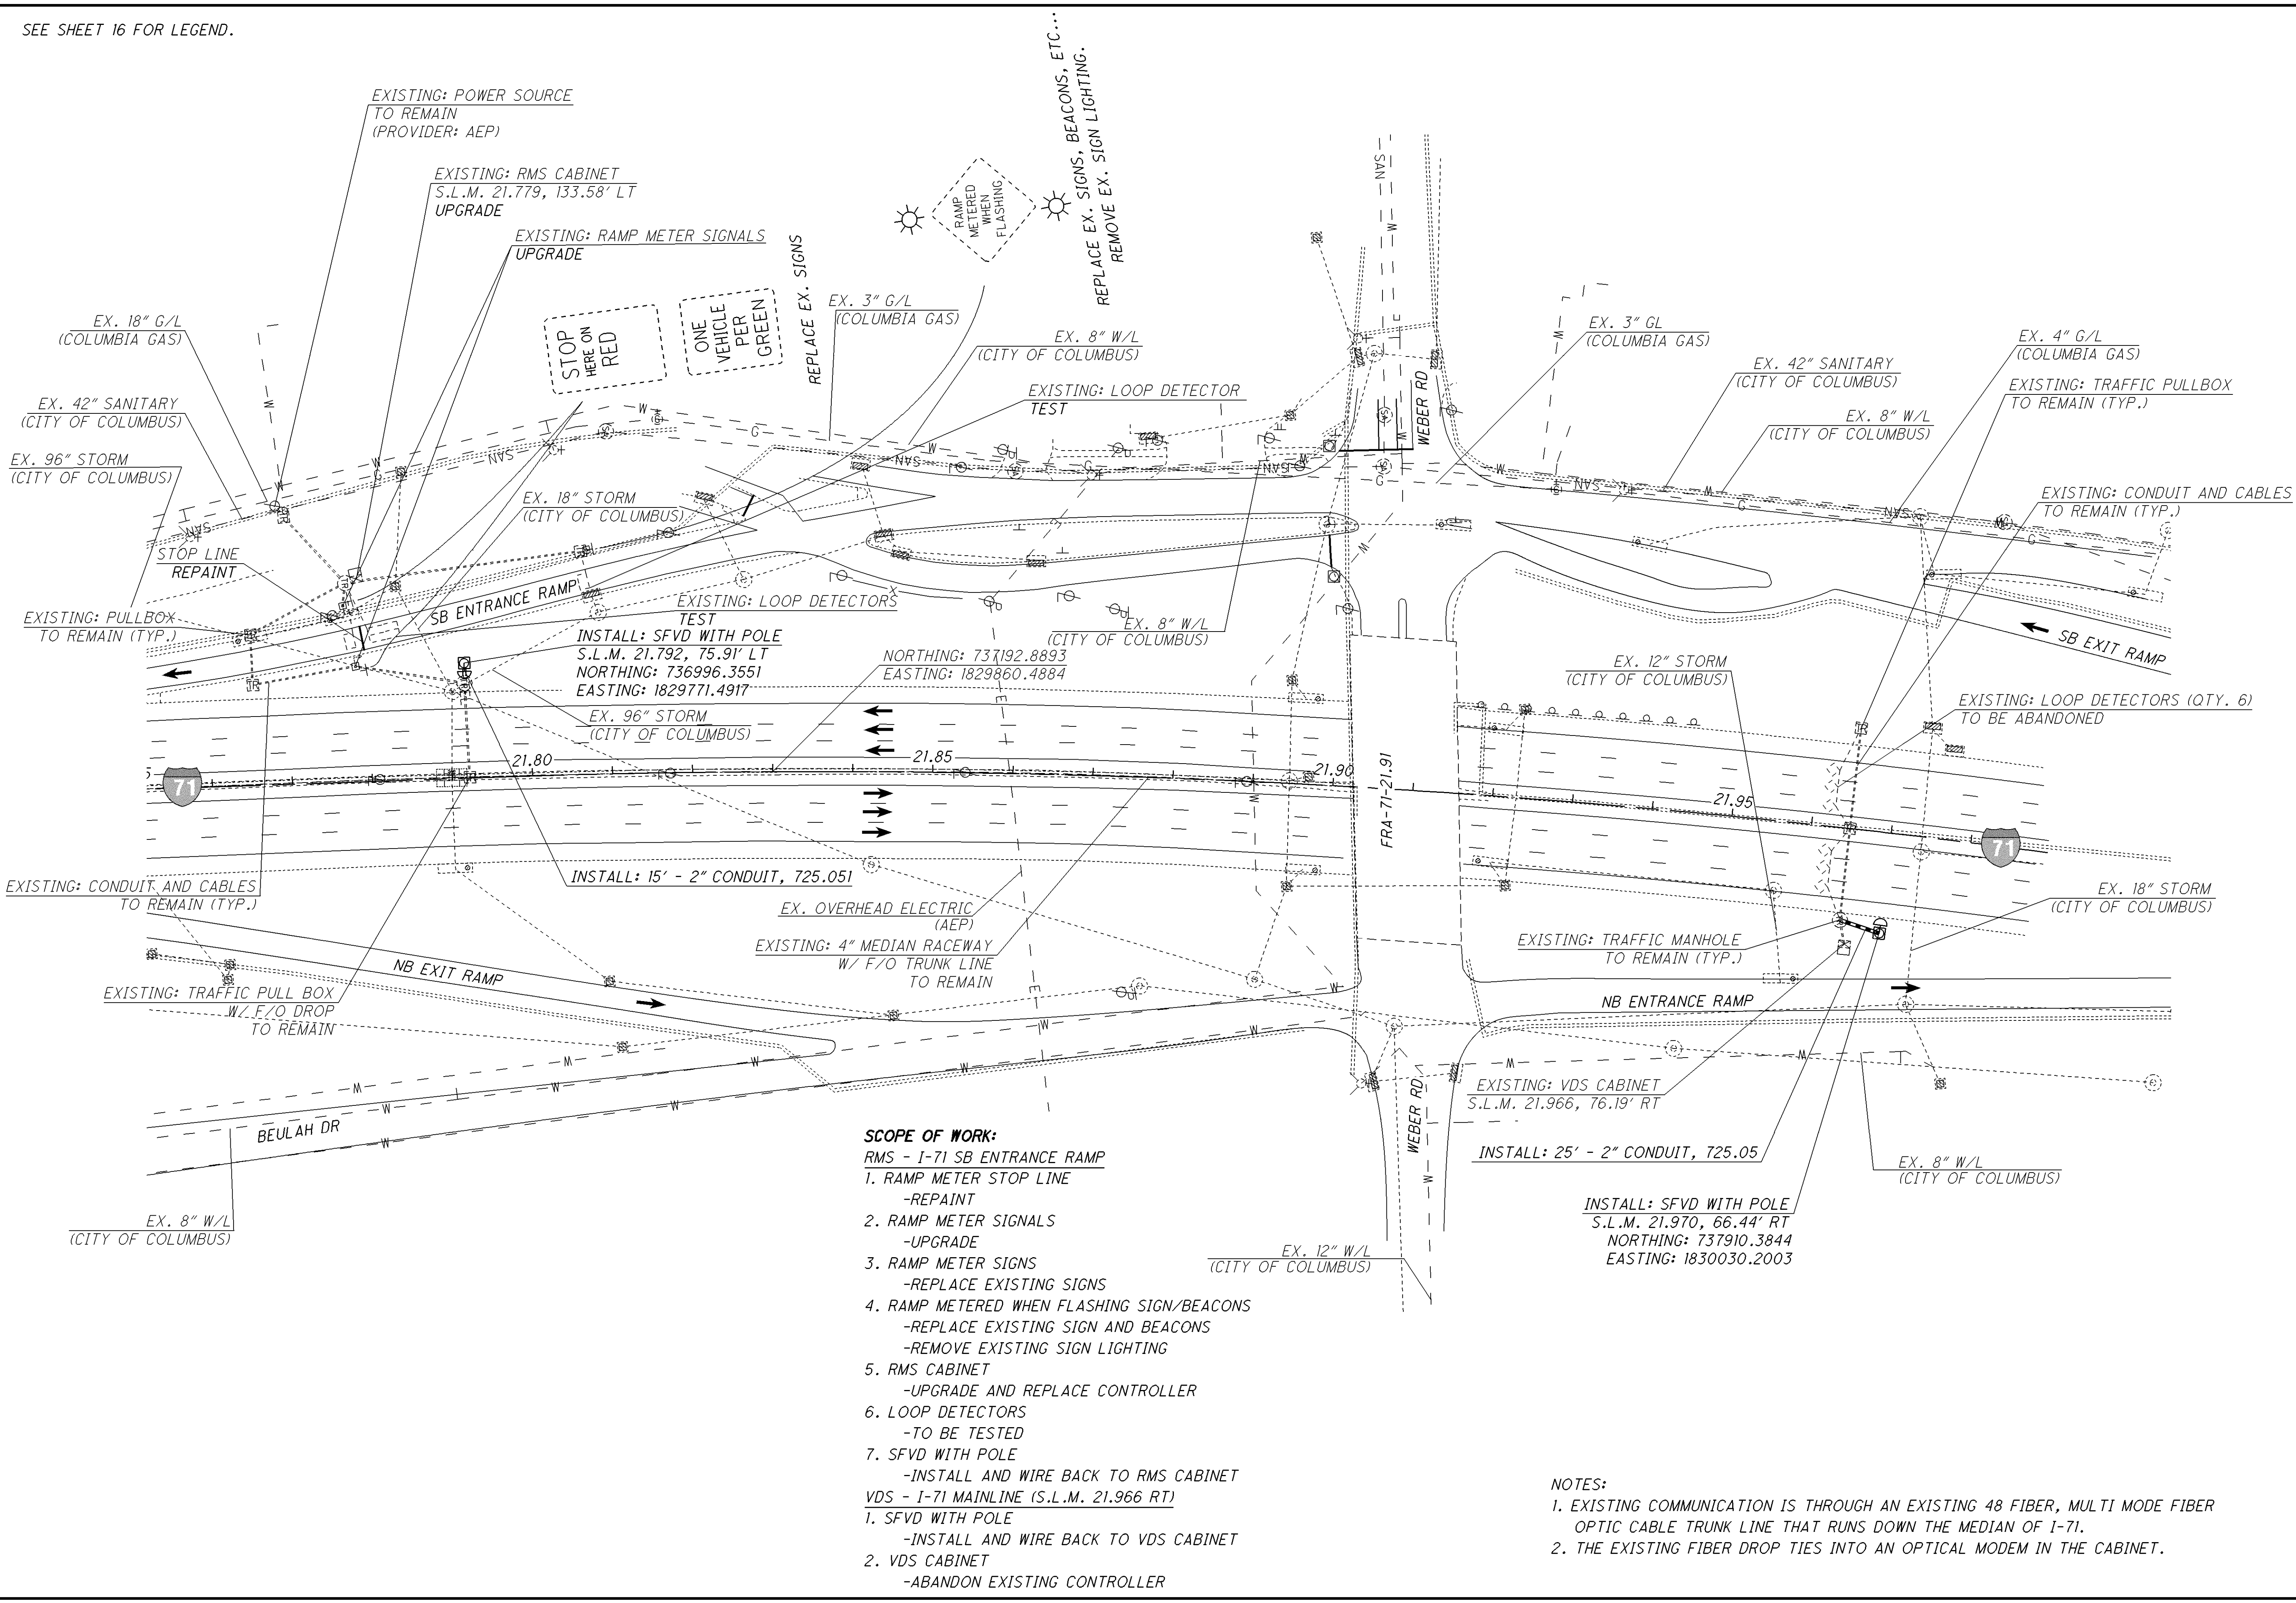 SEE SHEET 16 FOR LEGEND.
EXISTING: POWER SOURCE
TO REMAIN
(PROVIDER: AEP)
EXISTING: RMS CABINET
S.L.M. 21.779, 133.58' LT
UPGRADE
EXISTING: RAMP METER SIGNALS
UPGRADE
STOP
HERE ON
RED
ONE
VEHICLE
PER
GREEN
REPLACE EX. SIGNS
RAMP
METERED
WHEN
FLASHING
REPLACE EX. SIGNS, BEACONS, ETC...
REMOVE EX. SIGN LIGHTING.
EX. 18" G/L
(COLUMBIA GAS)
EX. 42" SANITARY
(CITY OF COLUMBUS)
EX. 96" STORM
(CITY OF COLUMBUS)
STOP LINE
REPAINT
EXISTING: PULLBOX
TO REMAIN (TYP.)
EX. 3" G/L
(COLUMBIA GAS)
EX. 8" W/L
(CITY OF COLUMBUS)
EXISTING: LOOP DETECTOR
TEST
EX. 18" STORM
(CITY OF COLUMBUS)
SB ENTRANCE RAMP
EXISTING: LOOP DETECTORS
TEST
INSTALL: SFVD WITH POLE
S.L.M. 21.792, 75.91' LT
NORTHING: 736996.3551
EASTING: 1829771.4917
NORTHING: 737192.8893
EASTING: 1829860.4884
EX. 8" W/L
(CITY OF COLUMBUS)
EX. 96" STORM
(CITY OF COLUMBUS)
WEBER RD
EX. 3" GL
(COLUMBIA GAS)
EX. 42" SANITARY
(CITY OF COLUMBUS)
EX. 8" W/L
(CITY OF COLUMBUS)
EX. 4" G/L
(COLUMBIA GAS)
EXISTING: TRAFFIC PULLBOX
TO REMAIN (TYP.)
EXISTING: CONDUIT AND CABLES
TO REMAIN (TYP.)
SB EXIT RAMP
EX. 12" STORM
(CITY OF COLUMBUS)
EXISTING: LOOP DETECTORS (QTY. 6)
TO BE ABANDONED
71
21.80
21.85
21.90
FRA-71-21.91
21.95
71
INSTALL: 15' - 2" CONDUIT, 725.051
EXISTING: CONDUIT AND CABLES
TO REMAIN (TYP.)
EX. OVERHEAD ELECTRIC
(AEP)
EXISTING: 4" MEDIAN RACEWAY
W/ F/O TRUNK LINE
TO REMAIN
EX. 18" STORM
(CITY OF COLUMBUS)
EXISTING: TRAFFIC MANHOLE
TO REMAIN (TYP.)
NB EXIT RAMP
NB ENTRANCE RAMP
EXISTING: TRAFFIC PULL BOX
W/ F/O DROP
TO REMAIN
BEULAH DR
WEBER RD
EXISTING: VDS CABINET
S.L.M. 21.966, 76.19' RT
INSTALL: 25' - 2" CONDUIT, 725.05
EX. 8" W/L
(CITY OF COLUMBUS)
INSTALL: SFVD WITH POLE
S.L.M. 21.970, 66.44' RT
NORTHING: 737910.3844
EASTING: 1830030.2003
EX. 8" W/L
(CITY OF COLUMBUS)
EX. 12" W/L
(CITY OF COLUMBUS)
SCOPE OF WORK:
RMS - I-71 SB ENTRANCE RAMP
1. RAMP METER STOP LINE
-REPAINT
2. RAMP METER SIGNALS
-UPGRADE
3. RAMP METER SIGNS
-REPLACE EXISTING SIGNS
4. RAMP METERED WHEN FLASHING SIGN/BEACONS
-REPLACE EXISTING SIGN AND BEACONS
-REMOVE EXISTING SIGN LIGHTING
5. RMS CABINET
-UPGRADE AND REPLACE CONTROLLER
6. LOOP DETECTORS
-TO BE TESTED
7. SFVD WITH POLE
-INSTALL AND WIRE BACK TO RMS CABINET
VDS - I-71 MAINLINE (S.L.M. 21.966 RT)
1. SFVD WITH POLE
-INSTALL AND WIRE BACK TO VDS CABINET
2. VDS CABINET
-ABANDON EXISTING CONTROLLER
NOTES:
1. EXISTING COMMUNICATION IS THROUGH AN EXISTING 48 FIBER, MULTI MODE FIBER
OPTIC CABLE TRUNK LINE THAT RUNS DOWN THE MEDIAN OF I-71.
2. THE EXISTING FIBER DROP TIES INTO AN OPTICAL MODEM IN THE CABINET.